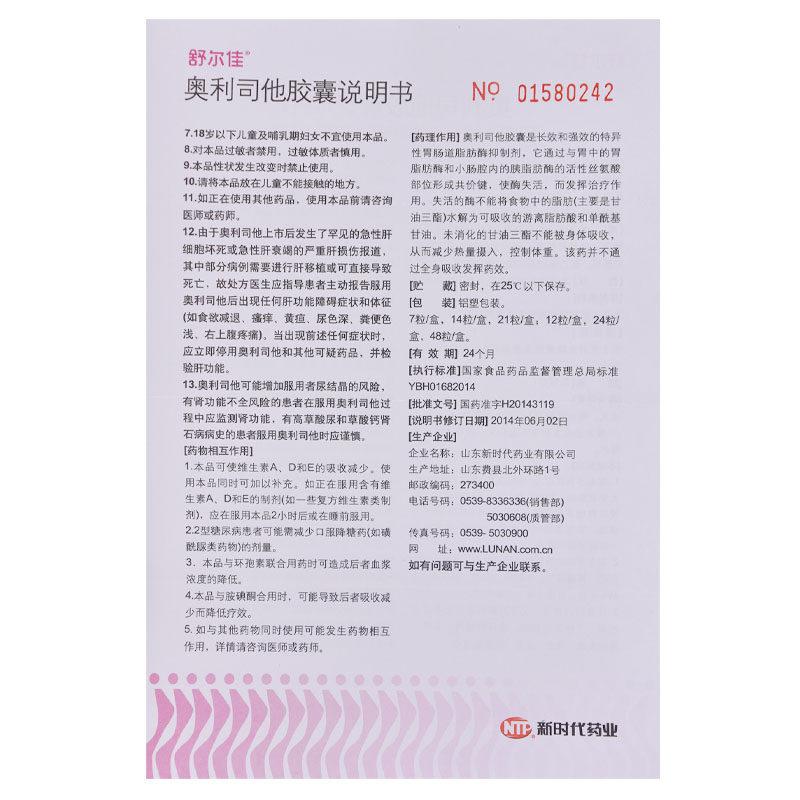 舒尔佳®
奥利司他胶囊说明书
No 01580242
7.18岁以下儿童及哺乳期妇女不宜使用本品。
8.对本品过敏者禁用，过敏体质者慎用。
9.本品性状发生改变时禁止使用。
10.请将本品放在儿童不能接触的地方。
11.如正在使用其他药品，使用本品前请咨询
医师或药师。
12.由于奥利司他上市后发生了罕见的急性肝
细胞坏死或急性肝衰竭的严重肝损伤报道，
其中部分病例需要进行肝移植或可直接导致
死亡，故处方医生应指导患者主动报告服用
奥利司他后出现任何肝功能障碍症状和体征
(如食欲减退、瘙痒、黄疸、尿色深、粪便色
浅、右上腹疼痛)。当出现前述任何症状时，
应立即停用奥利司他和其他可疑药品，并检
验肝功能。
13.奥利司他可能增加服用者尿结晶的风险，
有肾功能不全风险的患者在服用奥利司他过
程中应监测肾功能，有高草酸尿和草酸钙肾
石病病史的患者服用奥利司他时应谨慎。
[药物相互作用]
1.本品可使维生素A、D和E的吸收减少。使
用本品同时可加以补充。如正在服用含有维
生素A、D和E的制剂(如一些复方维生素类制
剂)，应在服用本品2小时后或在睡前服用。
2.2型糖尿病患者可能需减少口服降糖药(如磺
酰脲类药物)的剂量。
3．本品与环孢素联合用药时可造成后者血浆
浓度的降低。
4.本品与胺碘酮合用时，可能导致后者吸收减
少而降低疗效。
5. 如与其他药物同时使用可能发生药物相互
作用，详情请咨询医师或药师。
[药理作用] 奥利司他胶囊是长效和强效的特异
性胃肠道脂肪酶抑制剂，它通过与胃中的胃
脂肪酶和小肠腔内的胰脂肪酶的活性丝氨酸
部位形成共价键，使酶失活，而发挥治疗作
用。失活的酶不能将食物中的脂肪(主要是甘
油三酯)水解为可吸收的游离脂肪酸和单酰基
甘油。未消化的甘油三酯不能被身体吸收，
从而减少热量摄入，控制体重。该药并不通
过全身吸收发挥药效。
[贮 藏] 密封，在25℃以下保存。
[包 装] 铝塑包装。
7粒/盒，14粒/盒，21粒/盒；12粒/盒，24粒/
盒，48粒/盒。
[有 效 期] 24个月
[执行标准] 国家食品药品监督管理总局标准
YBH01682014
[批准文号] 国药准字H20143119
[说明书修订日期] 2014年06月02日
[生产企业]
企业名称：山东新时代药业有限公司
生产地址：山东费县北外环路1号
邮政编码：273400
电话号码：0539-8336336(销售部)
5030608(质管部)
传真号码：0539- 5030900
网 址：www.LUNAN.com.cn
如有问题可与生产企业联系。
NTP® 新时代药业